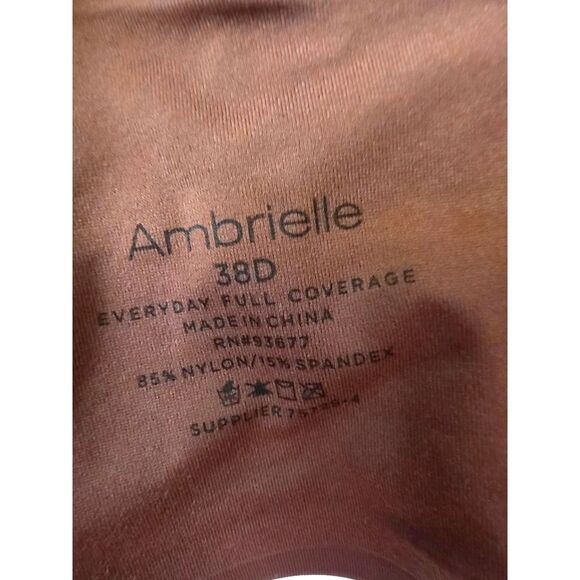 Ambrielle
38D
EVERYDAY FULL COVERAGE
MADE IN CHINA
RN#93677
85% NYLON/15% SPANDEX
SUPPLIER